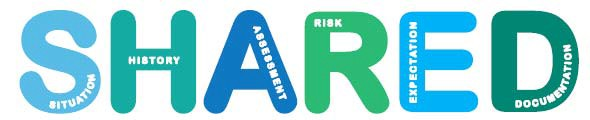 SHARED
SITUATION
HISTORY
ASSESSMENT
RISK
EXPECTATION
DOCUMENTATION